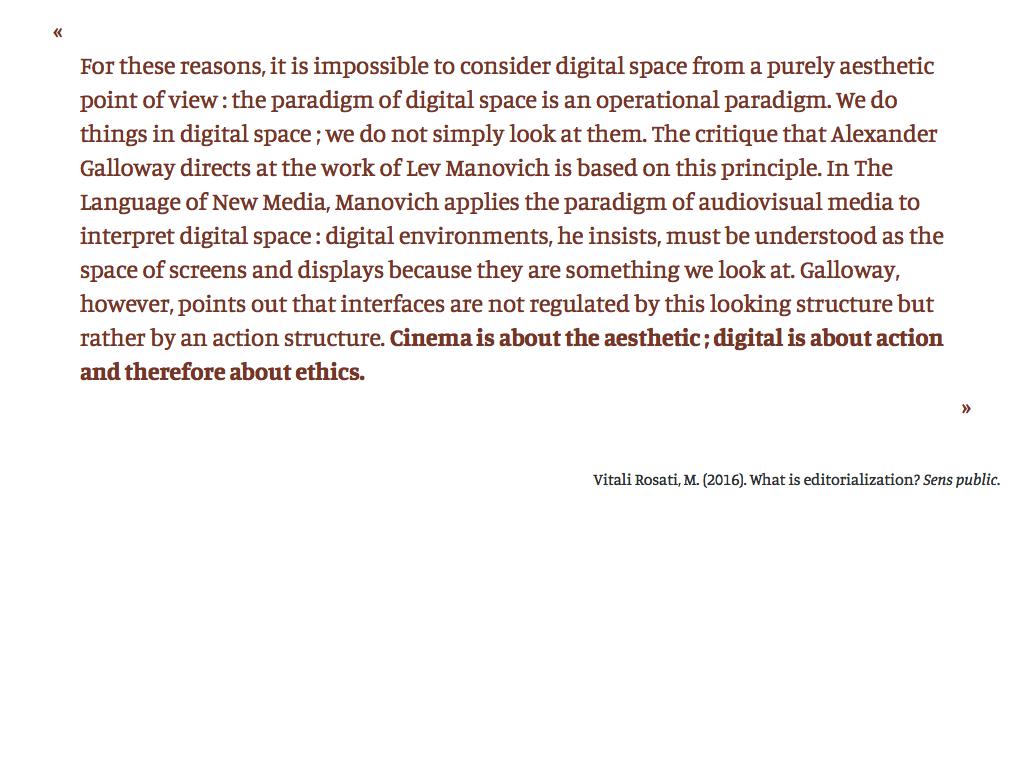 «
For these reasons, it is impossible to consider digital space from a purely aesthetic
point of view : the paradigm of digital space is an operational paradigm. We do
things in digital space ; we do not simply look at them. The critique that Alexander
Galloway directs at the work of Lev Manovich is based on this principle. In The
Language of New Media, Manovich applies the paradigm of audiovisual media to
interpret digital space : digital environments, he insists, must be understood as the
space of screens and displays because they are something we look at. Galloway,
however, points out that interfaces are not regulated by this looking structure but
rather by an action structure. Cinema is about the aesthetic ; digital is about action
and therefore about ethics.
»
Vitali Rosati, M. (2016). What is editorialization? Sens public.